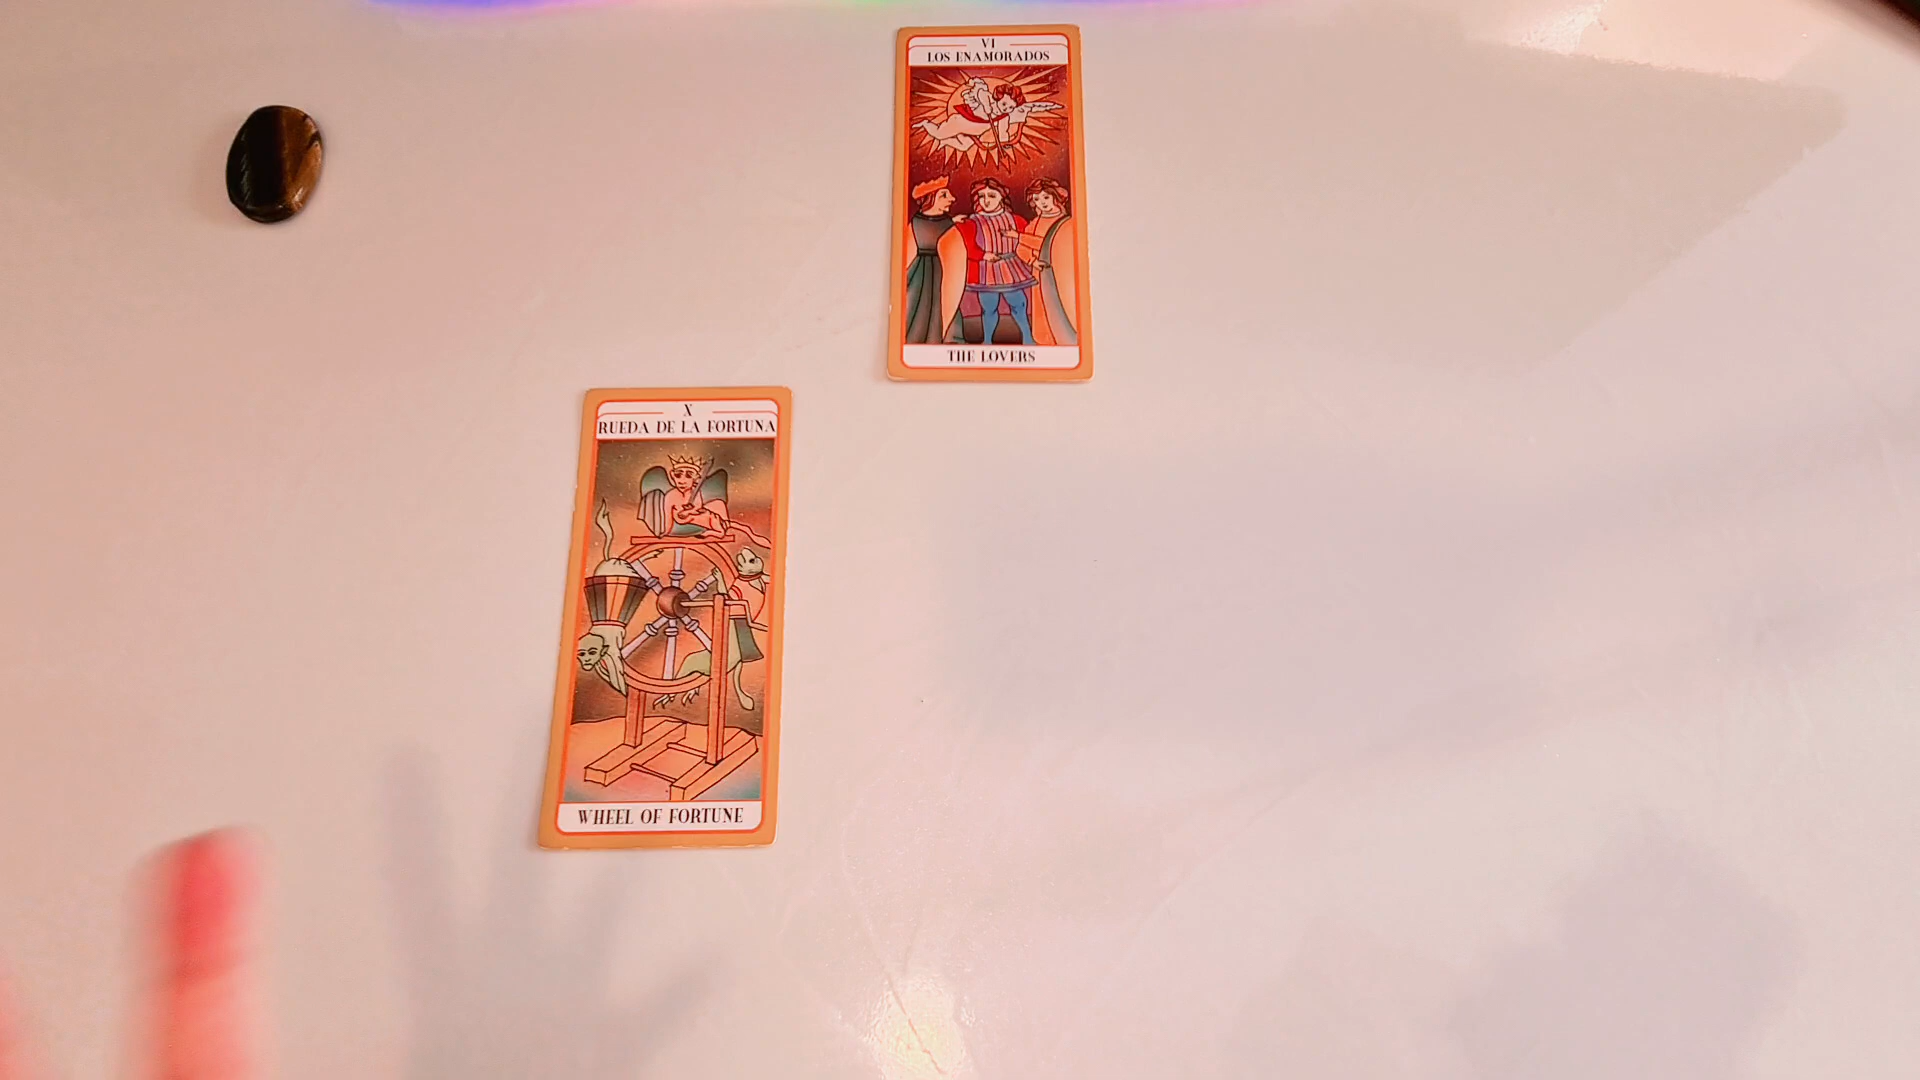 VI
LOS ENAMORADOS
THE LOVERS
X
RUEDA DE LA FORTUNA
WHEEL OF FORTUNE